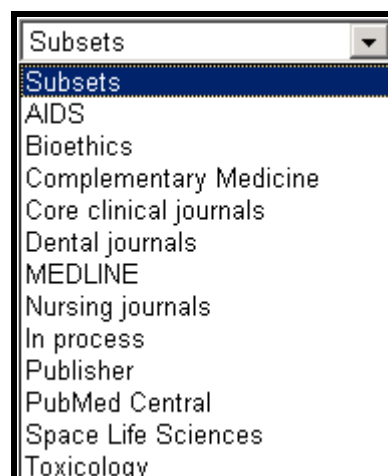 Subsets
Subsets
AIDS
Bioethics
Complementary Medicine
Core clinical journals
Dental journals
MEDLINE
Nursing journals
In process
Publisher
PubMed Central
Space Life Sciences
Toxicology